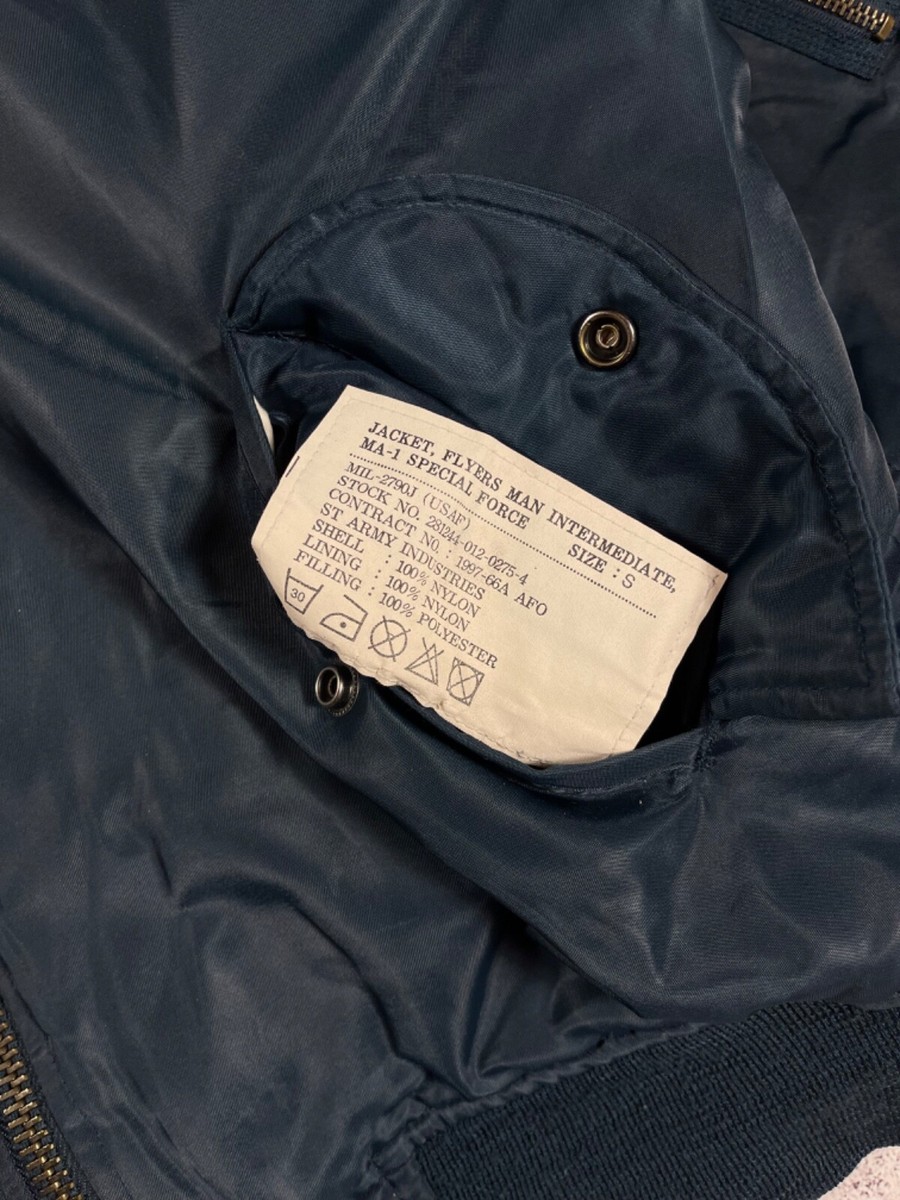 JACKET, FLYERS MAN INTERMEDIATE,
MA-1 SPECIAL FORCE
SIZE : S
MIL-2790J (USAF)
STOCK NO. 281244-012-0275-4
CONTRACT NO. : 1997-66A AFO
ST ARMY INDUSTRIES
SHELL : 100% NYLON
LINING : 100% NYLON
FILLING : 100% POLYESTER
30